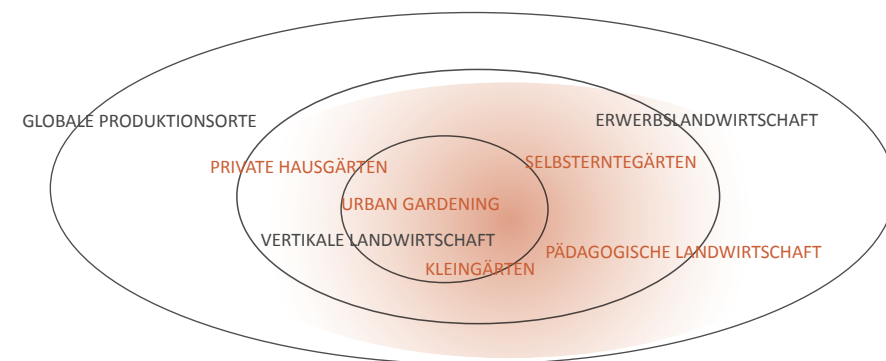 GLOBALE PRODUKTIONSORTE
ERWERBSLANDWIRTSCHAFT
PRIVATE HAUSGÄRTEN
SELBSTERNTEGÄRTEN
URBAN GARDENING
VERTIKALE LANDWIRTSCHAFT
PÄDAGOGISCHE LANDWIRTSCHAFT
KLEINGÄRTEN